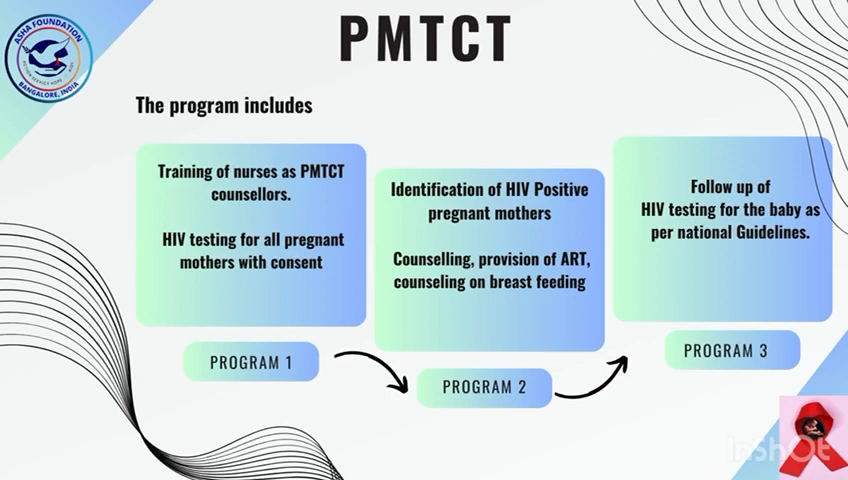 PMTCT
ASHA FOUNDATION
BANGALORE, INDIA
The program includes
Training of nurses as PMTCT
counsellors.
HIV testing for all pregnant
mothers with consent
PROGRAM 1
Identification of HIV Positive
pregnant mothers
Counselling, provision of ART,
counseling on breast feeding
PROGRAM 2
Follow up of
HIV testing for the baby as
per national Guidelines.
PROGRAM 3
InShOt